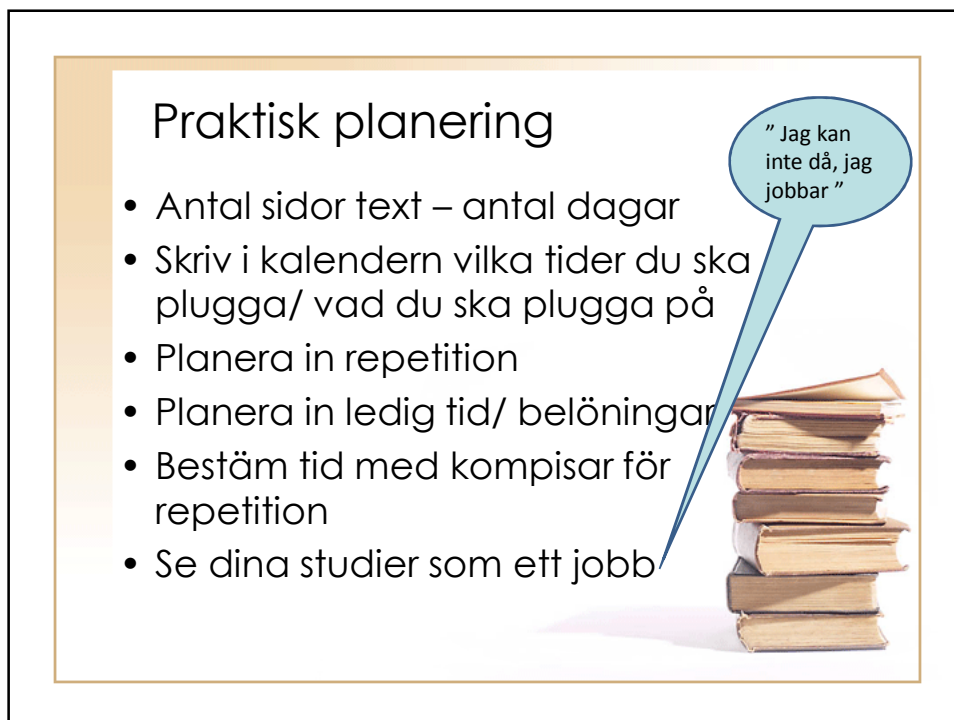 Praktisk planering
" Jag kan
inte då, jag
jobbar "
• Antal sidor text – antal dagar
• Skriv i kalendern vilka tider du ska
plugga/ vad du ska plugga på
• Planera in repetition
• Planera in ledig tid/ belöningar
• Bestäm tid med kompisar för
repetition
• Se dina studier som ett jobb